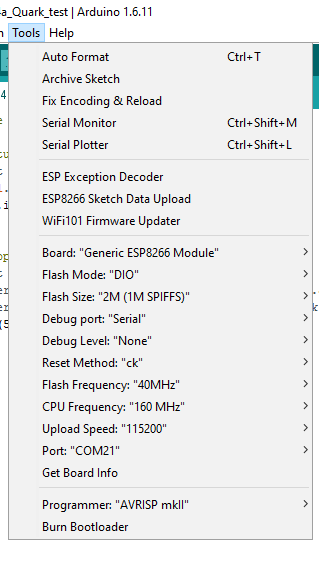 a_Quark_test | Arduino 1.6.11
Tools Help
Auto Format Ctrl+T
Archive Sketch
Fix Encoding & Reload
Serial Monitor Ctrl+Shift+M
Serial Plotter Ctrl+Shift+L
ESP Exception Decoder
ESP8266 Sketch Data Upload
WiFi101 Firmware Updater
Board: "Generic ESP8266 Module"
Flash Mode: "DIO"
Flash Size: "2M (1M SPIFFS)"
Debug port: "Serial"
Debug Level: "None"
Reset Method: "ck"
Flash Frequency: "40MHz"
CPU Frequency: "160 MHz"
Upload Speed: "115200"
Port: "COM21"
Get Board Info
Programmer: "AVRISP mkII"
Burn Bootloader